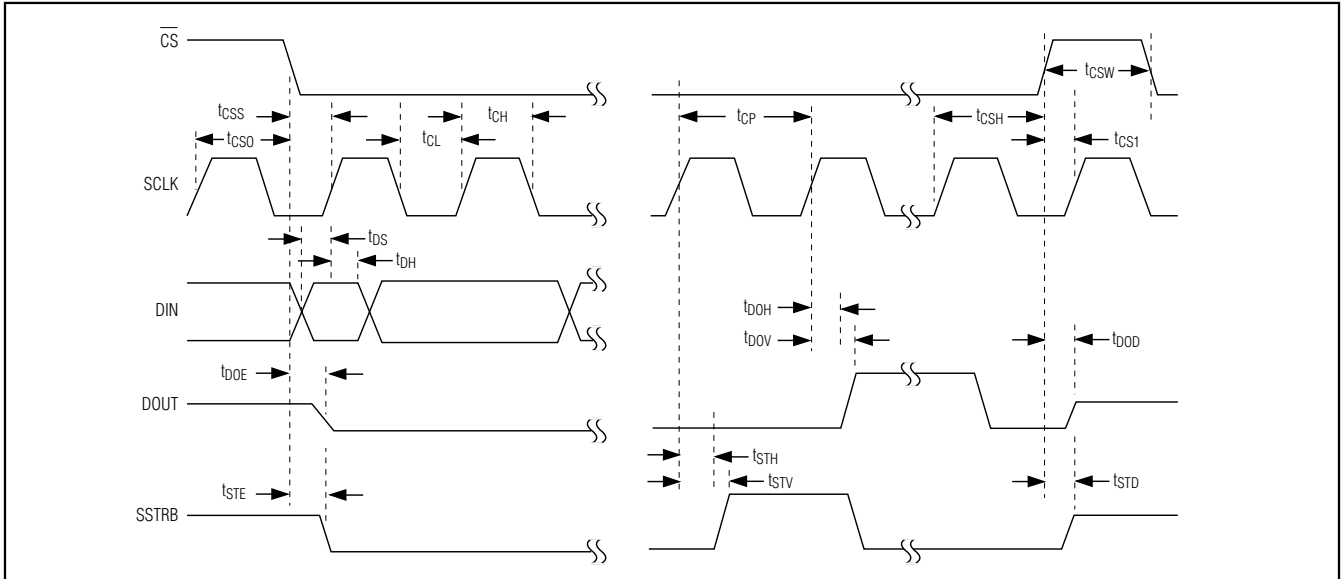 CS
tCSW
tCSS
tCH
tCP
tCSH
tCSO
tCL
tCS1
SCLK
tDS
tDH
DIN
tDOH
tDOV
tDOD
tDOE
DOUT
tSTH
tSTV
tSTE
tSTD
SSTRB